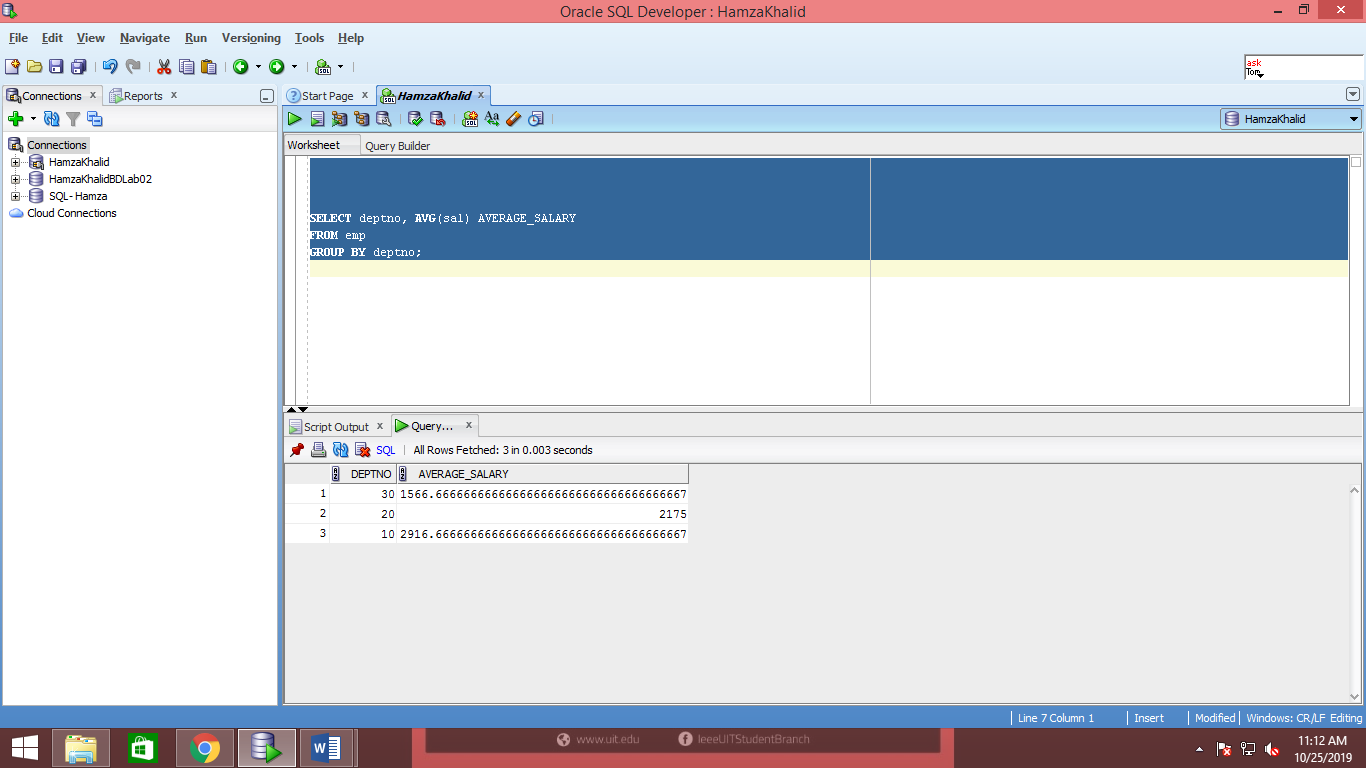 Oracle SQL Developer : HamzaKhalid
File Edit View Navigate Run Versioning Tools Help
ask
Tom
Connections x Reports x
Start Page x HamzaKhalid x
HamzaKhalid
Connections
HamzaKhalid
HamzaKhalidBDLab02
SQL- Hamza
Cloud Connections
Worksheet Query Builder
SELECT deptno, AVG(sal) AVERAGE_SALARY
FROM emp
GROUP BY deptno;
Script Output x Query... x
SQL | All Rows Fetched: 3 in 0.003 seconds
DEPTNO AVERAGE_SALARY
1 30 1566.66666666666666666666666666666666667
2 20 2175
3 10 2916.66666666666666666666666666666666667
Line 7 Column 1 | Insert | Modified | Windows: CR/LF Editing
www.uit.edu IeeeUITStudentBranch
11:12 AM
10/25/2019